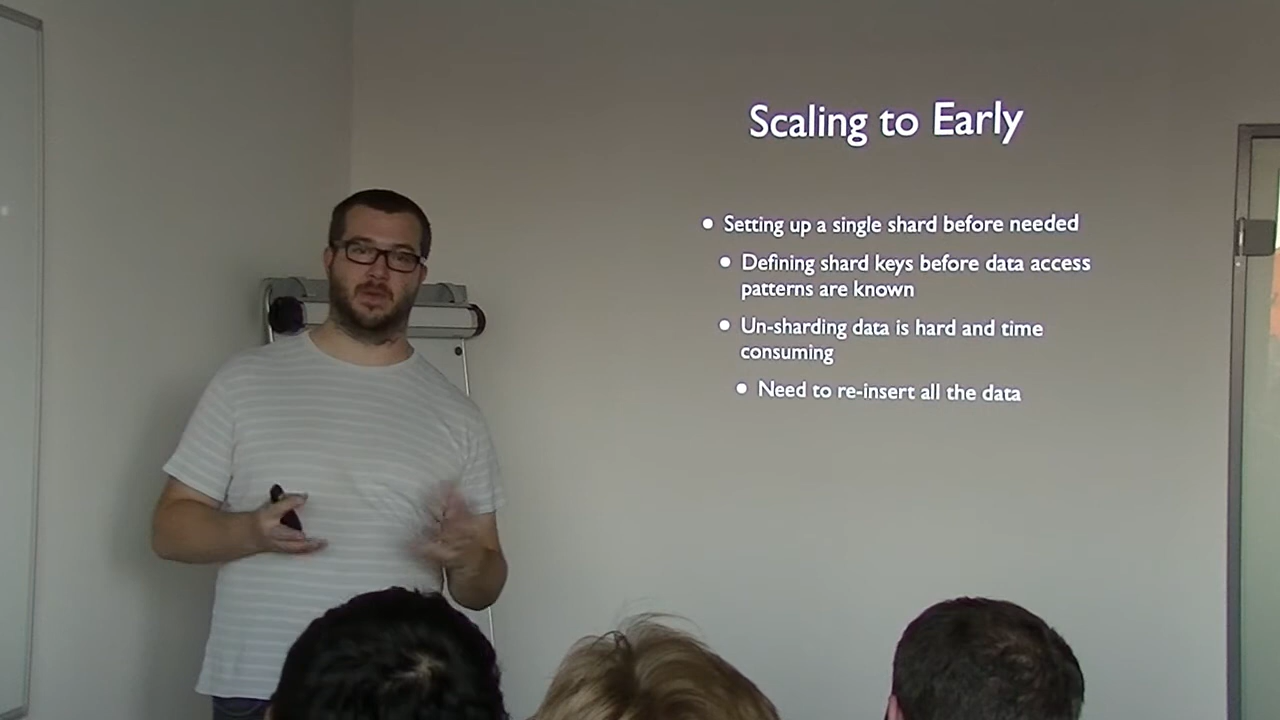 Scaling to Early
• Setting up a single shard before needed
• Defining shard keys before data access
patterns are known
• Un-sharding data is hard and time
consuming
• Need to re-insert all the data